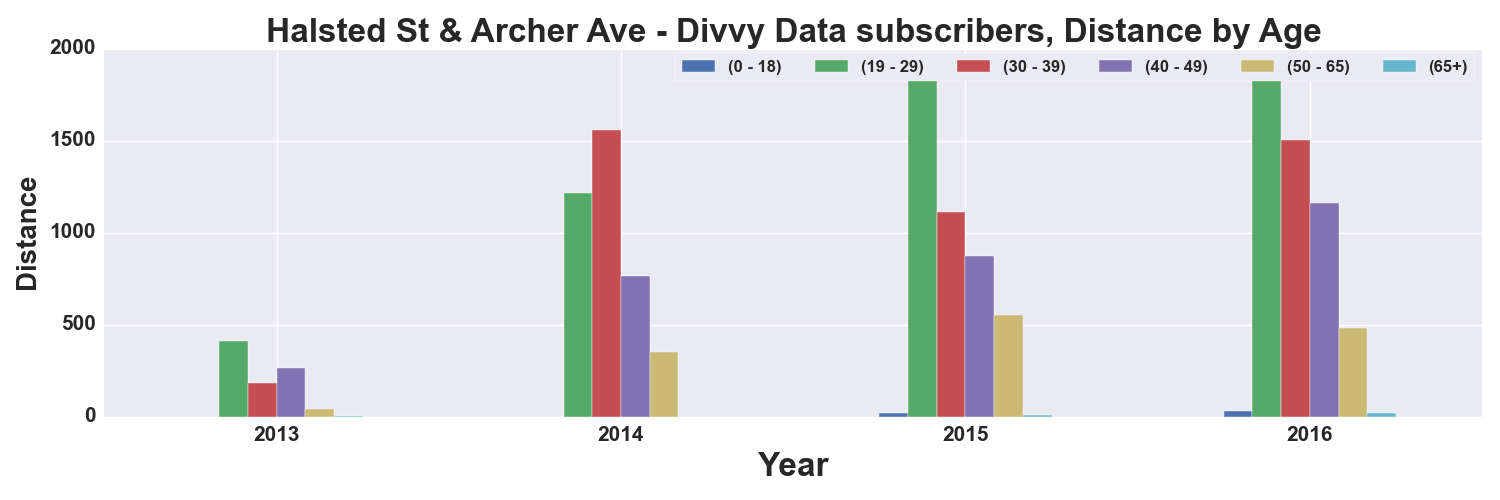 Halsted St & Archer Ave - Divvy Data subscribers, Distance by Age
2000
(0 - 18) (19 - 29) (30 - 39) (40 - 49) (50 - 65) (65+)
1500
1000
500
0
Distance
2013 2014 2015 2016
Year